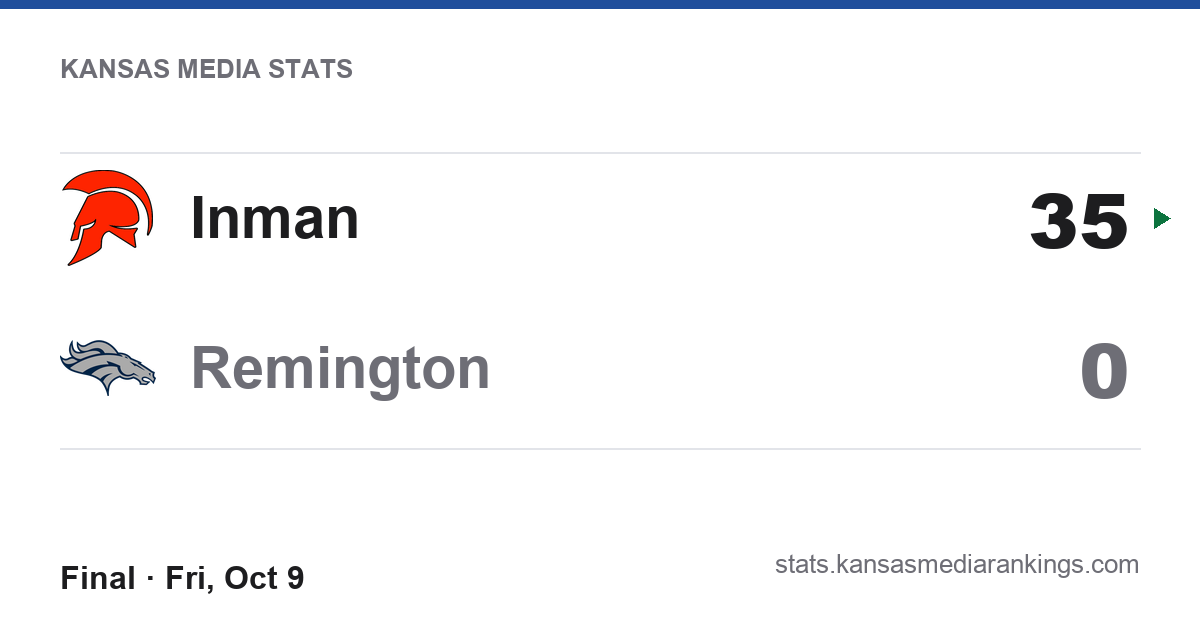 KANSAS MEDIA STATS
Inman 35
Remington 0
Final · Fri, Oct 9
stats.kansasmediarankings.com